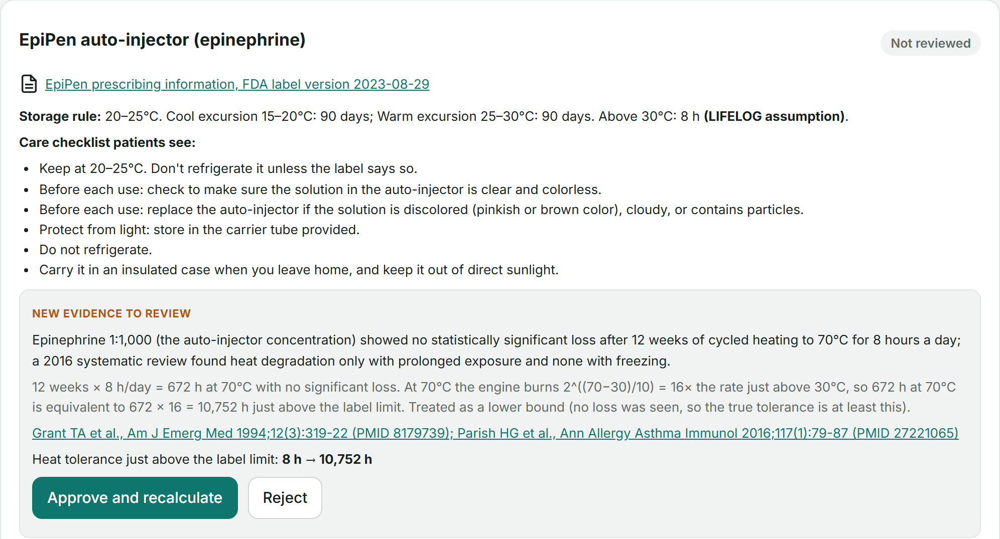 EpiPen auto-injector (epinephrine)
Not reviewed
EpiPen prescribing information, FDA label version 2023-08-29
Storage rule: 20–25°C. Cool excursion 15–20°C: 90 days; Warm excursion 25–30°C: 90 days. Above 30°C: 8 h (LIFELOG assumption).
Care checklist patients see:
• Keep at 20–25°C. Don't refrigerate it unless the label says so.
• Before each use: check to make sure the solution in the auto-injector is clear and colorless.
• Before each use: replace the auto-injector if the solution is discolored (pinkish or brown color), cloudy, or contains particles.
• Protect from light: store in the carrier tube provided.
• Do not refrigerate.
• Carry it in an insulated case when you leave home, and keep it out of direct sunlight.
NEW EVIDENCE TO REVIEW
Epinephrine 1:1,000 (the auto-injector concentration) showed no statistically significant loss after 12 weeks of cycled heating to 70°C for 8 hours a day;
a 2016 systematic review found heat degradation only with prolonged exposure and none with freezing.
12 weeks × 8 h/day = 672 h at 70°C with no significant loss. At 70°C the engine burns 2^((70−30)/10) = 16× the rate just above 30°C, so 672 h at 70°C
is equivalent to 672 × 16 = 10,752 h just above the label limit. Treated as a lower bound (no loss was seen, so the true tolerance is at least this).
Grant TA et al., Am J Emerg Med 1994;12(3):319-22 (PMID 8179739); Parish HG et al., Ann Allergy Asthma Immunol 2016;117(1):79-87 (PMID 27221065)
Heat tolerance just above the label limit: 8 h → 10,752 h
Approve and recalculate
Reject